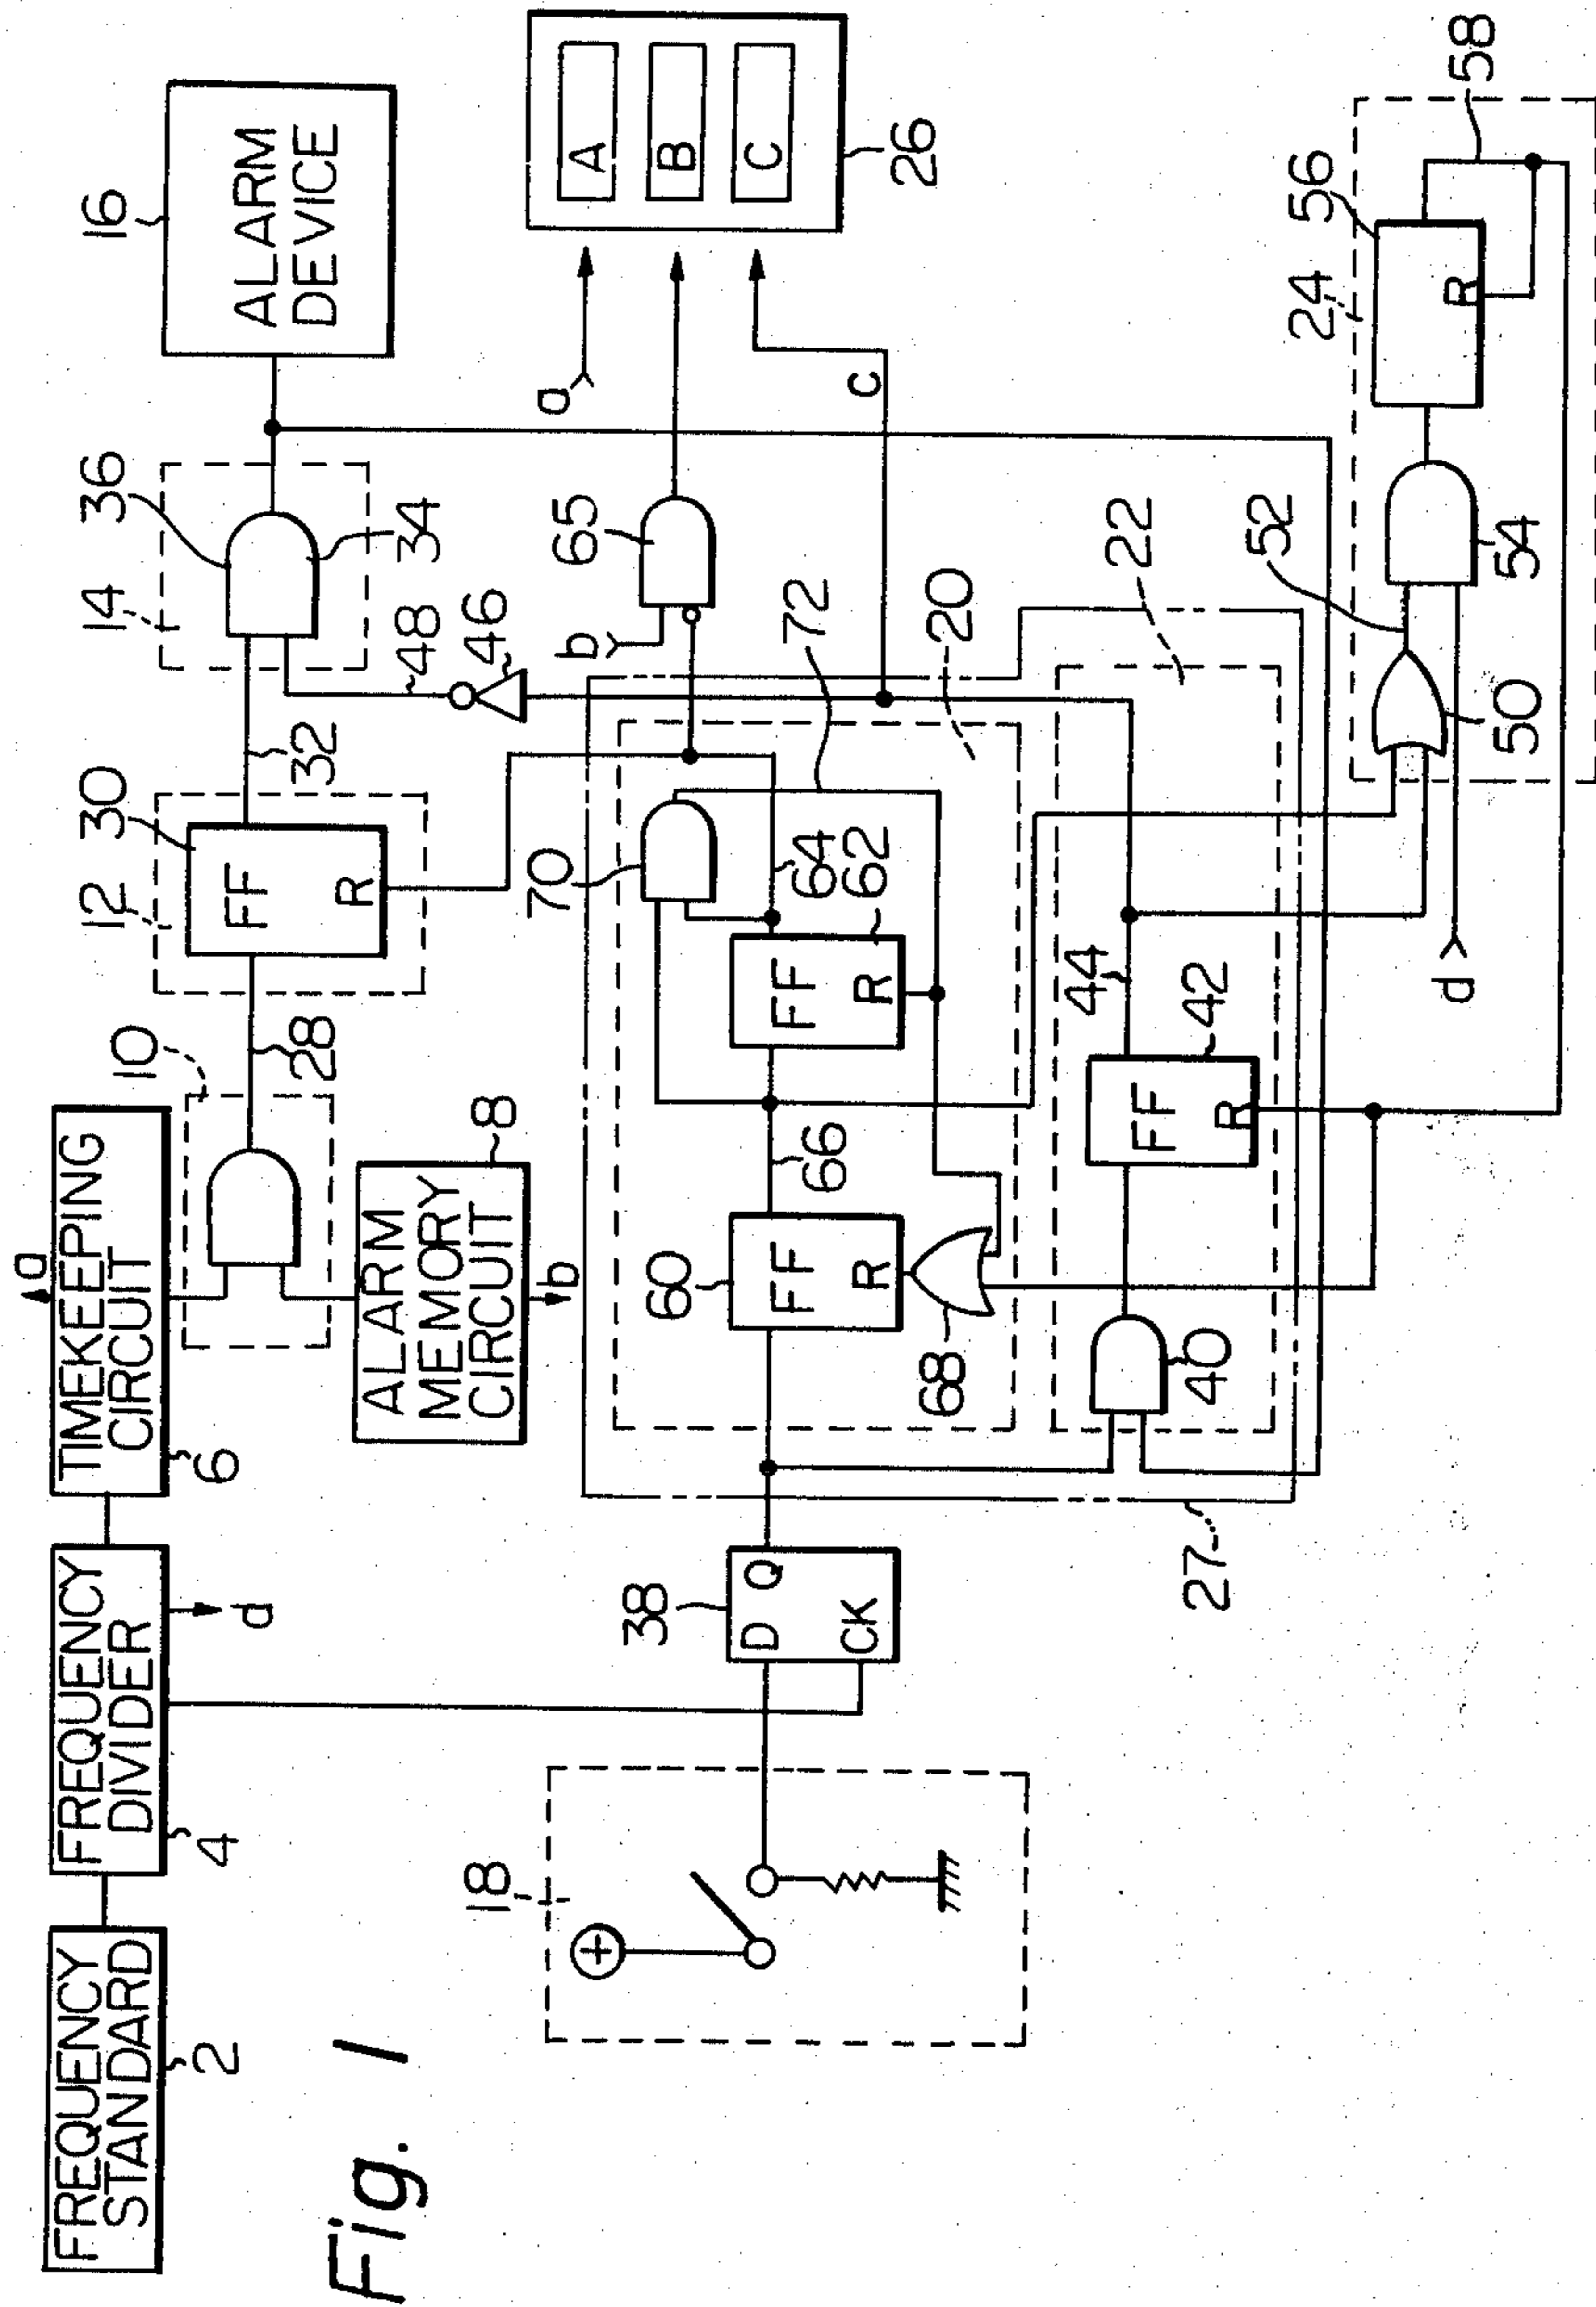 FREQUENCY
STANDARD
2
FREQUENCY
DIVIDER
4
d
a
TIMEKEEPING
CIRCUIT
6
10
28
ALARM
MEMORY
CIRCUIT
8
b
12
30
FF
R
32
14
36
34
48
46
16
ALARM
DEVICE
18
38
D Q
CK
27
60
FF
R
68
66
70
FF
R
62
64
72
20
b
65
a
c
A
B
C
26
40
FF
R
42
44
22
d
50
52
54
24
56
R
58
Fig. 1